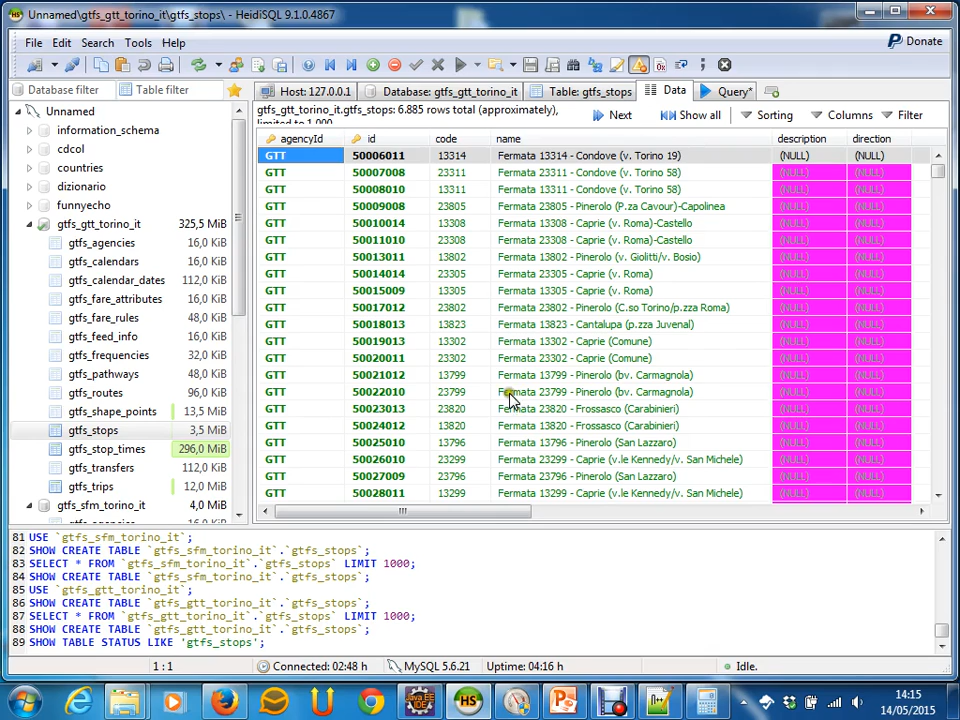 Unnamed\gtfs_gtt_torino_it\gtfs_stops\ - HeidiSQL 9.1.0.4867
File Edit Search Tools Help
Donate
Database filter Table filter
Host: 127.0.0.1 Database: gtfs_gtt_torino_it Table: gtfs_stops Data Query*
gtfs_gtt_torino_it.gtfs_stops: 6.885 rows total (approximately),
limited to 1.000
Next Show all Sorting Columns Filter
Unnamed
information_schema
cdcol
countries
dizionario
funnyecho
gtfs_gtt_torino_it 325,5 MiB
gtfs_agencies 16,0 KiB
gtfs_calendars 16,0 KiB
gtfs_calendar_dates 112,0 KiB
gtfs_fare_attributes 16,0 KiB
gtfs_fare_rules 48,0 KiB
gtfs_feed_info 16,0 KiB
gtfs_frequencies 32,0 KiB
gtfs_pathways 64,0 KiB
gtfs_routes 96,0 KiB
gtfs_shape_points 13,5 MiB
gtfs_stops 3,5 MiB
gtfs_stop_times 296,0 MiB
gtfs_transfers 112,0 KiB
gtfs_trips 12,0 MiB
gtfs_sfm_torino_it 4,0 MiB
agencyId id code name description direction
GTT 50006011 13314 Fermata 13314 - Condove (v. Torino 19) (NULL) (NULL)
GTT 50007008 23311 Fermata 23311 - Condove (v. Torino 58) (NULL) (NULL)
GTT 50008010 13311 Fermata 13311 - Condove (v. Torino 58) (NULL) (NULL)
GTT 50009008 23805 Fermata 23805 - Pinerolo (P.za Cavour)-Capolinea (NULL) (NULL)
GTT 50010014 13308 Fermata 13308 - Caprie (v. Roma)-Castello (NULL) (NULL)
GTT 50011010 23308 Fermata 23308 - Caprie (v. Roma)-Castello (NULL) (NULL)
GTT 50013011 13802 Fermata 13802 - Pinerolo (v. Giolitti/v. Bosio) (NULL) (NULL)
GTT 50014014 23305 Fermata 23305 - Caprie (v. Roma) (NULL) (NULL)
GTT 50015009 13305 Fermata 13305 - Caprie (v. Roma) (NULL) (NULL)
GTT 50017012 23802 Fermata 23802 - Pinerolo (C.so Torino/p.zza Roma) (NULL) (NULL)
GTT 50018013 13823 Fermata 13823 - Cantalupa (p.zza Juvenal) (NULL) (NULL)
GTT 50019013 13302 Fermata 13302 - Caprie (Comune) (NULL) (NULL)
GTT 50020011 23302 Fermata 23302 - Caprie (Comune) (NULL) (NULL)
GTT 50021012 13799 Fermata 13799 - Pinerolo (bv. Carmagnola) (NULL) (NULL)
GTT 50022010 23799 Fermata 23799 - Pinerolo (bv. Carmagnola) (NULL) (NULL)
GTT 50023013 23820 Fermata 23820 - Frossasco (Carabinieri) (NULL) (NULL)
GTT 50024012 13820 Fermata 13820 - Frossasco (Carabinieri) (NULL) (NULL)
GTT 50025010 13796 Fermata 13796 - Pinerolo (San Lazzaro) (NULL) (NULL)
GTT 50026010 23299 Fermata 23299 - Caprie (v.le Kennedy/v. San Michele) (NULL) (NULL)
GTT 50027009 23796 Fermata 23796 - Pinerolo (San Lazzaro) (NULL) (NULL)
GTT 50028011 13299 Fermata 13299 - Caprie (v.le Kennedy/v. San Michele) (NULL) (NULL)
81 USE `gtfs_sfm_torino_it`;
82 SHOW CREATE TABLE `gtfs_sfm_torino_it`.`gtfs_stops`;
83 SELECT * FROM `gtfs_sfm_torino_it`.`gtfs_stops` LIMIT 1000;
84 SHOW CREATE TABLE `gtfs_sfm_torino_it`.`gtfs_stops`;
85 USE `gtfs_gtt_torino_it`;
86 SHOW CREATE TABLE `gtfs_gtt_torino_it`.`gtfs_stops`;
87 SELECT * FROM `gtfs_gtt_torino_it`.`gtfs_stops` LIMIT 1000;
88 SHOW CREATE TABLE `gtfs_gtt_torino_it`.`gtfs_stops`;
89 SHOW TABLE STATUS LIKE 'gtfs_stops';
1 : 1 Connected: 02:48 h MySQL 5.6.21 Uptime: 04:16 h Idle.
14:15
14/05/2015